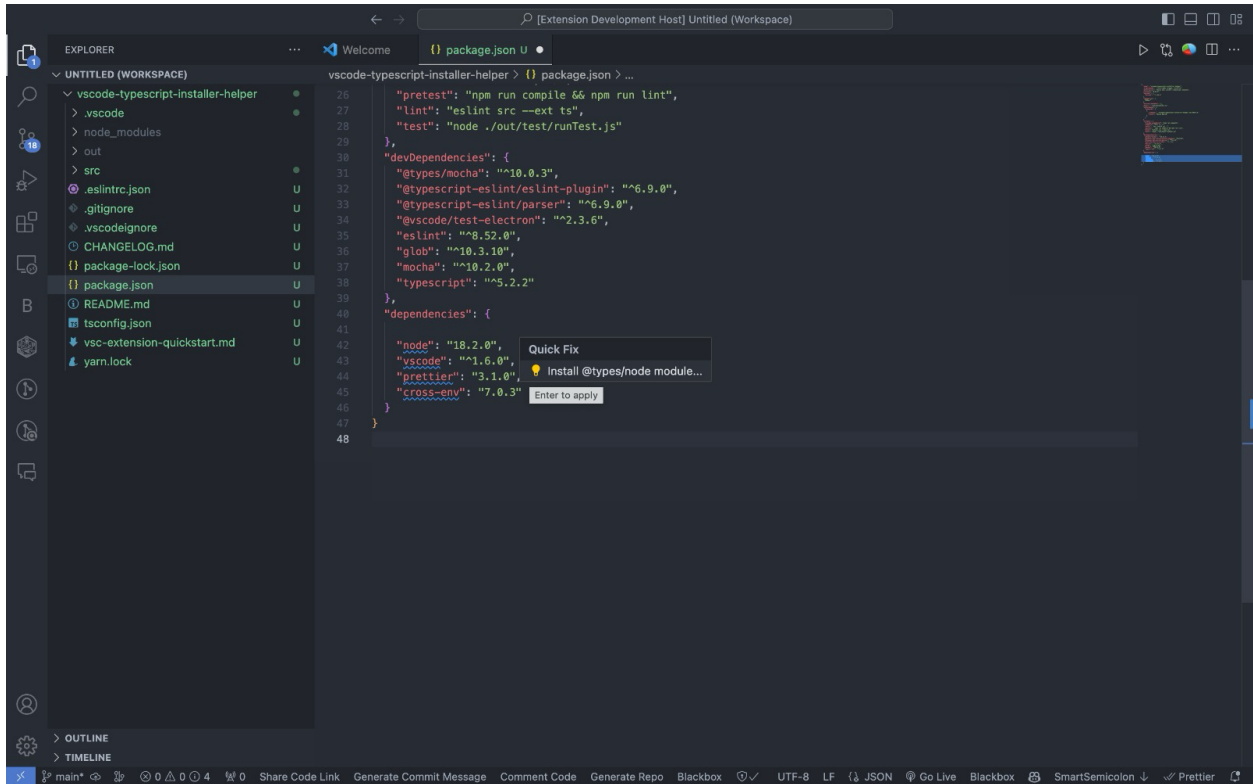 [Extension Development Host] Untitled (Workspace)
EXPLORER
Welcome
{} package.json U
UNTITLED (WORKSPACE)
vscode-typescript-installer-helper > {} package.json > ...
vscode-typescript-installer-helper
.vscode
node_modules
out
src
.eslintrc.json U
.gitignore U
.vscodeignore U
CHANGELOG.md U
{} package-lock.json U
{} package.json U
README.md U
tsconfig.json U
vsc-extension-quickstart.md U
yarn.lock U
1
18
26 "pretest": "npm run compile && npm run lint",
27 "lint": "eslint src --ext ts",
28 "test": "node ./out/test/runTest.js"
29 },
30 "devDependencies": {
31 "@types/mocha": "^10.0.3",
32 "@typescript-eslint/eslint-plugin": "^6.9.0",
33 "@typescript-eslint/parser": "^6.9.0",
34 "@vscode/test-electron": "^2.3.6",
35 "eslint": "^8.52.0",
36 "glob": "^10.3.10",
37 "mocha": "^10.2.0",
38 "typescript": "^5.2.2"
39 },
40 "dependencies": {
41
42 "node": "18.2.0",
43 "vscode": "^1.6.0",
44 "prettier": "3.1.0",
45 "cross-env": "7.0.3"
46 }
47 }
48
Quick Fix
Install @types/node module...
Enter to apply
OUTLINE
TIMELINE
main* 0 0 4 0 Share Code Link Generate Commit Message Comment Code Generate Repo Blackbox UTF-8 LF JSON Go Live Blackbox SmartSemicolon ↓ Prettier